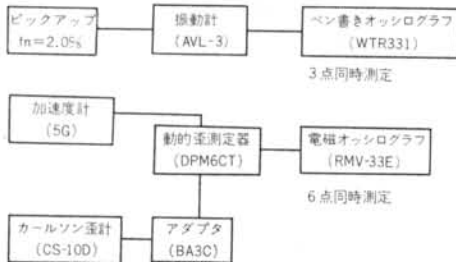 ピックアップ
fn=2.0%
振動計
(AVL-3)
ペン書きオッシログラフ
(WTR331)
3点同時測定
加速度計
(5G)
動的歪測定器
(DPM6CT)
電磁オッシログラフ
(RMV-33E)
6点同時測定
カールソン歪計
(CS-10D)
アダプタ
(BA3C)